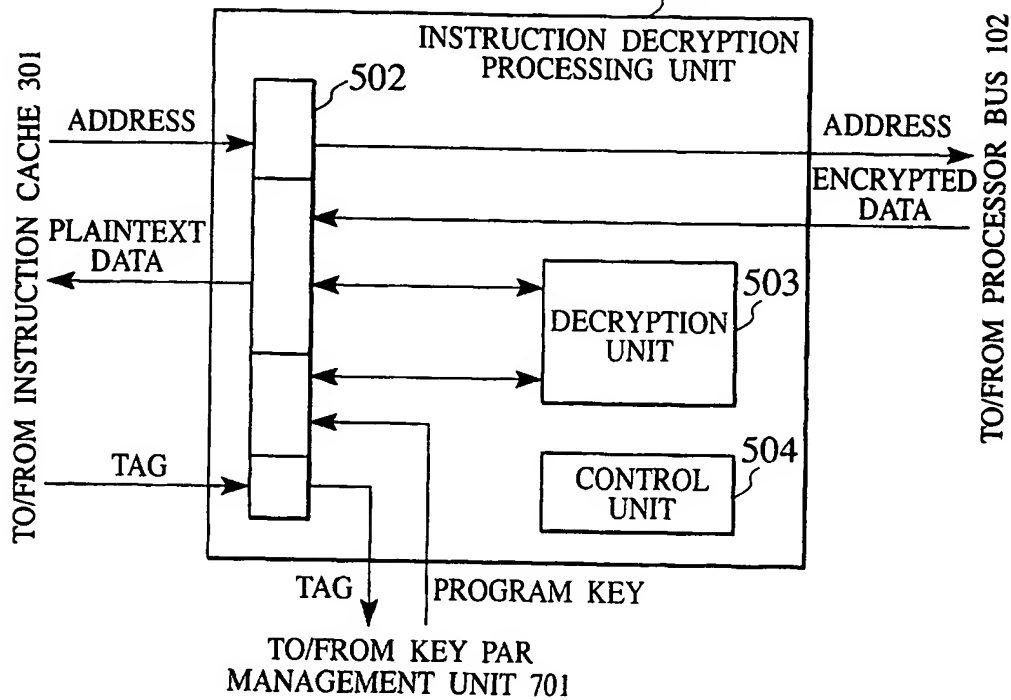 INSTRUCTION DECRYPTION
PROCESSING UNIT
TO/FROM INSTRUCTION CACHE 301
502
ADDRESS
ADDRESS
ENCRYPTED
DATA
TO/FROM PROCESSOR BUS 102
PLAINTEXT
DATA
503
DECRYPTION
UNIT
TAG
504
CONTROL
UNIT
TAG
PROGRAM KEY
TO/FROM KEY PAR
MANAGEMENT UNIT 701